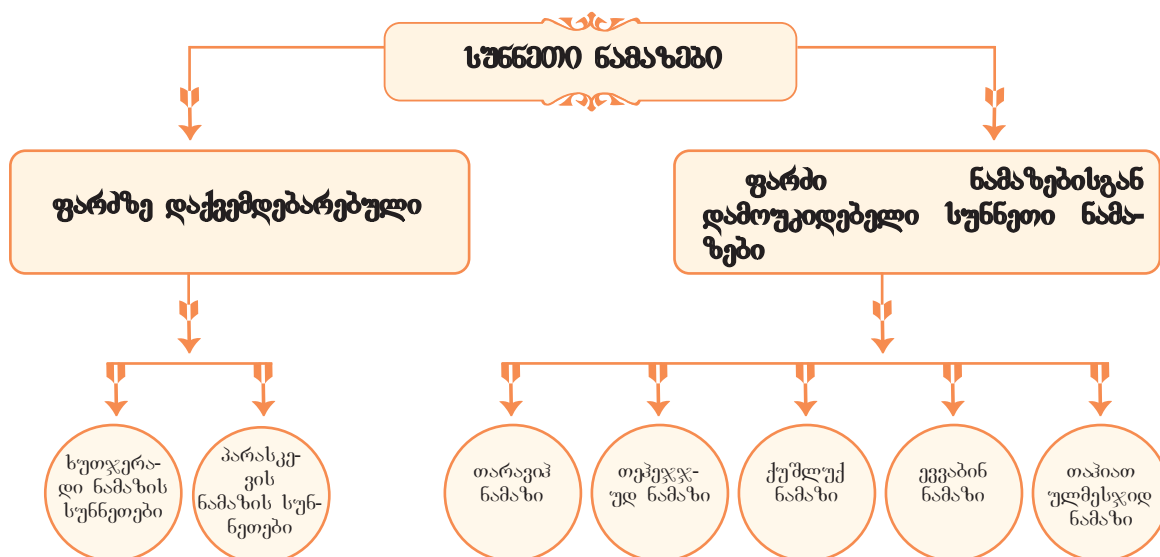 სუნნეთი ნამაზები
ფარძზე დაქვემდებარებული
ფარძი ნამაზებისგან
დამოუკიდებელი სუნნეთი ნამა-
ზები
ხუთჯერა-
დი ნამაზის
სუნნეთები
პარასკე-
ვის
ნამაზის სუნ-
ნეთები
თარავიჰ
ნამაზი
თეჰეჯჯ-
უდ ნამაზი
ქუშლუქ
ნამაზი
ევვაბინ
ნამაზი
თაჰიათ
ულმესჯიდ
ნამაზი